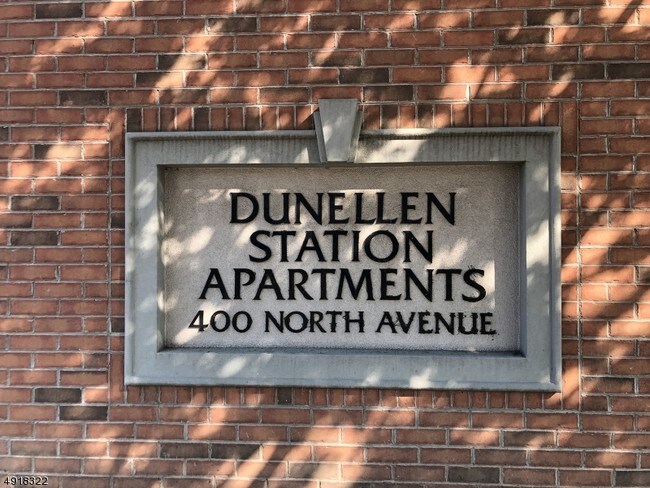 DUNELLEN
STATION
APARTMENTS
400 NORTH AVENUE
4918322